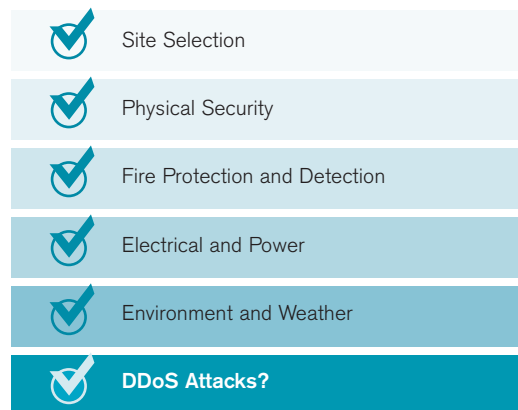 Site Selection
Physical Security
Fire Protection and Detection
Electrical and Power
Environment and Weather
DDoS Attacks?